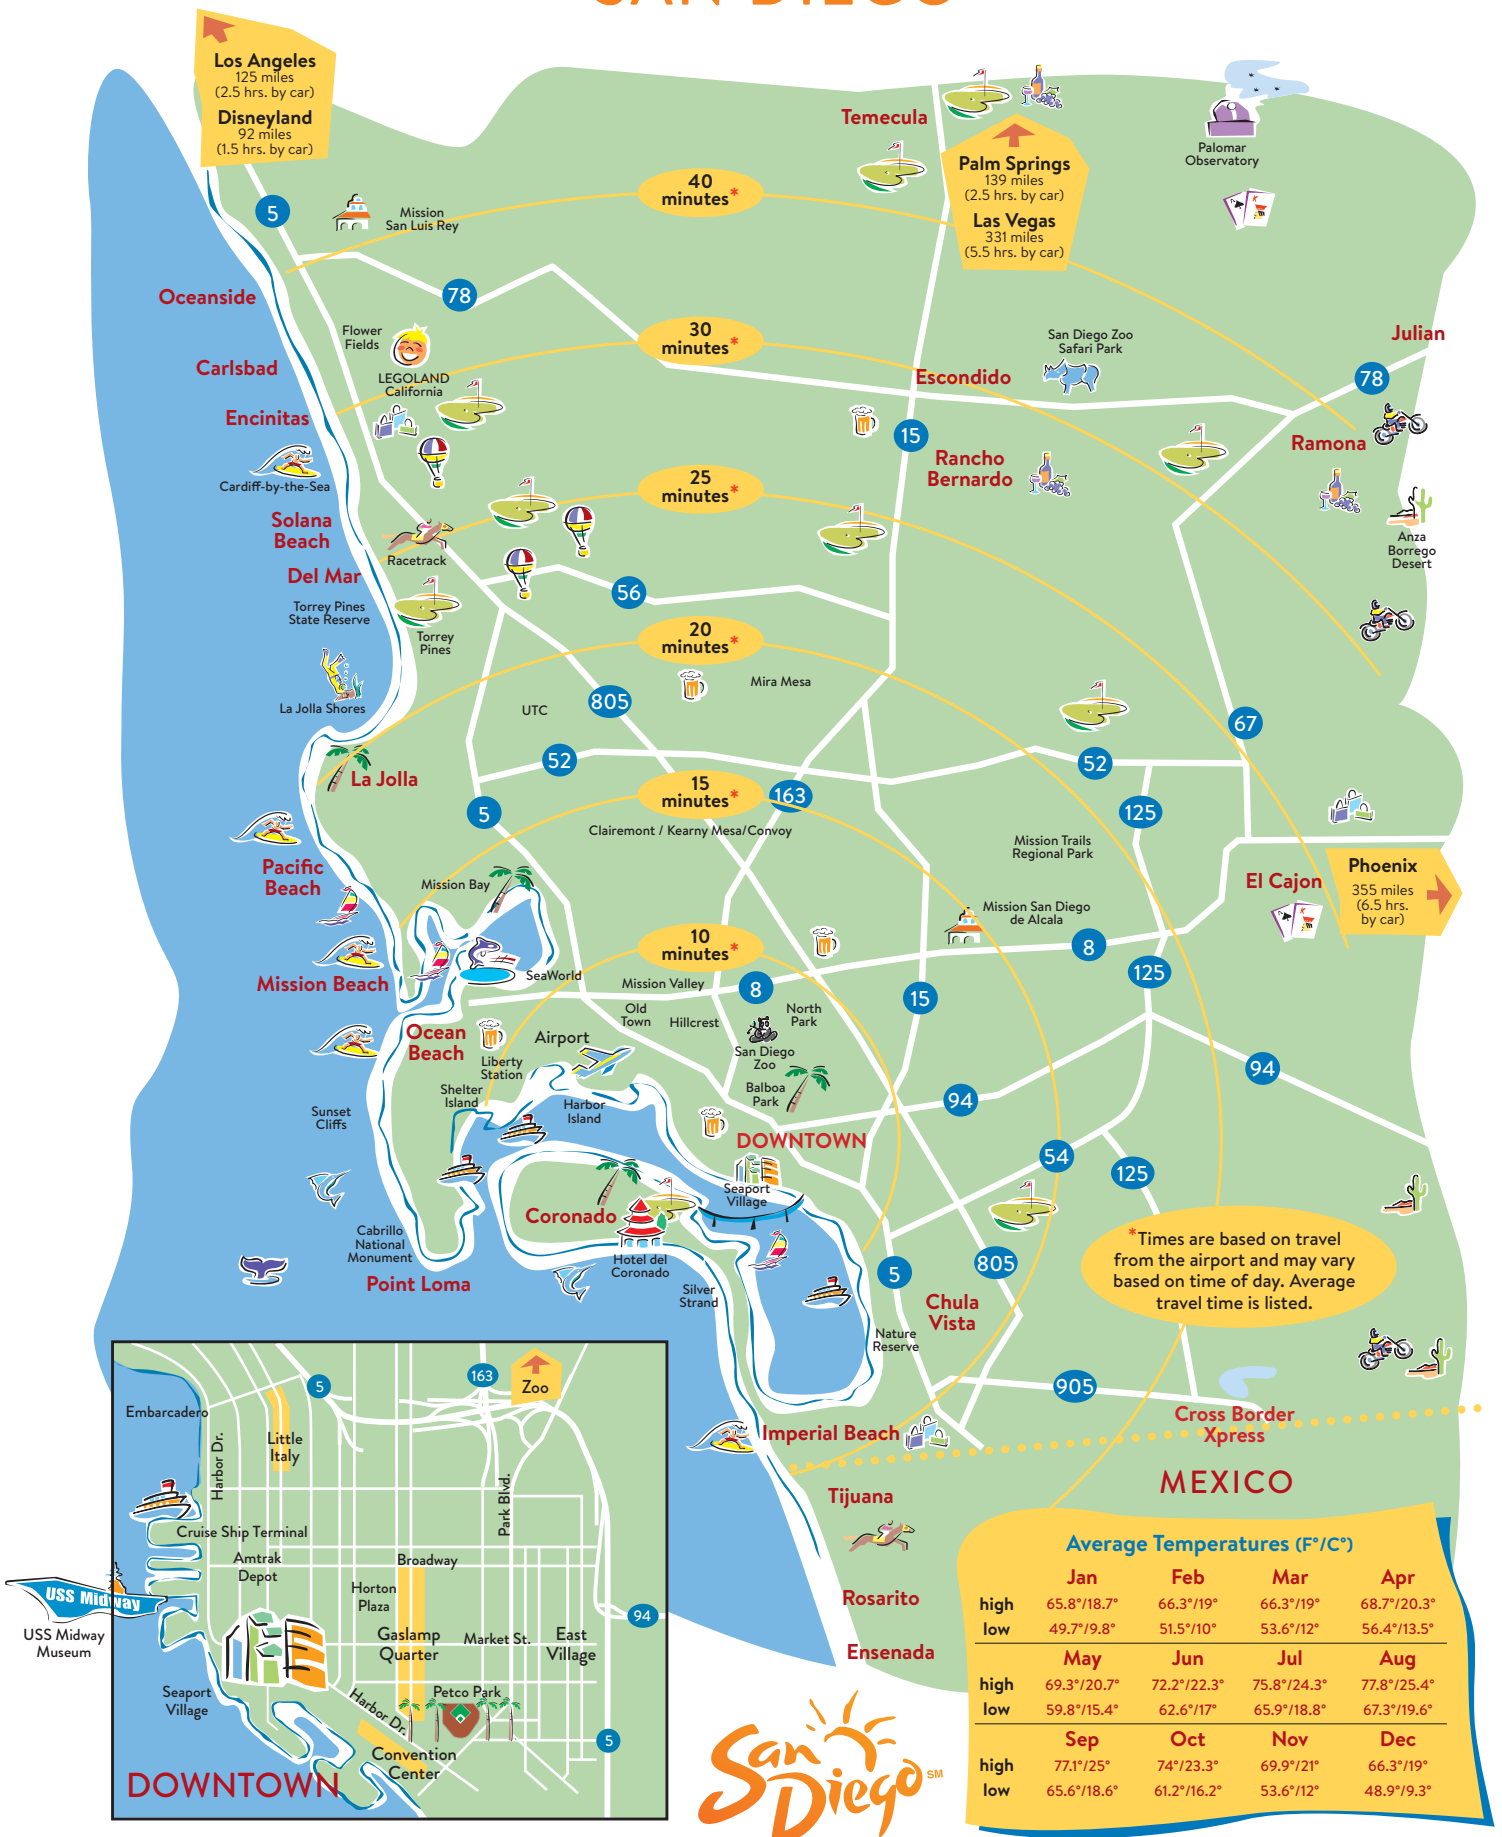 SAN DIEGO
Los Angeles
125 miles
(2.5 hrs. by car)
Disneyland
92 miles
(1.5 hrs. by car)
Temecula
Palm Springs
139 miles
(2.5 hrs. by car)
Las Vegas
331 miles
(5.5 hrs. by car)
Palomar
Observatory
40
minutes*
5
Mission
San Luis Rey
Oceanside
78
30
minutes*
Flower
Fields
LEGOLAND
California
Carlsbad
Encinitas
San Diego Zoo
Safari Park
Julian
78
Escondido
15
Rancho
Bernardo
Ramona
Cardiff-by-the-Sea
25
minutes*
Solana
Beach
Racetrack
Anza
Borrego
Desert
Del Mar
56
Torrey Pines
State Reserve
Torrey
Pines
20
minutes*
Mira Mesa
La Jolla Shores
UTC
805
67
52
52
La Jolla
15
minutes*
163
5
125
Clairemont / Kearny Mesa/Convoy
Mission Trails
Regional Park
Pacific
Beach
Mission Bay
El Cajon
Phoenix
355 miles
(6.5 hrs.
by car)
Mission San Diego
de Alcala
10
minutes*
8
Mission Beach
SeaWorld
Mission Valley
8
15
125
Old
Town
Hillcrest
North
Park
Ocean
Beach
Airport
Liberty
Station
San Diego
Zoo
94
Shelter
Island
Harbor
Island
Balboa
Park
94
Sunset
Cliffs
DOWNTOWN
54
125
Seaport
Village
Coronado
Cabrillo
National
Monument
Hotel del
Coronado
Point Loma
Silver
Strand
5
805
*Times are based on travel
from the airport and may vary
based on time of day. Average
travel time is listed.
Chula
Vista
Nature
Reserve
905
Cross Border
Xpress
Imperial Beach
MEXICO
Tijuana
Rosarito
Ensenada
5
163
Zoo
Embarcadero
Harbor Dr.
Little
Italy
Park Blvd.
Cruise Ship Terminal
Amtrak
Depot
Broadway
Horton
Plaza
USS Midway
USS Midway
Museum
94
Gaslamp
Quarter
Market St.
East
Village
Seaport
Village
Harbor Dr.
Petco Park
5
Convention
Center
DOWNTOWN
San
Diego SM
Average Temperatures (F°/C°)
Jan Feb Mar Apr
high 65.8°/18.7° 66.3°/19° 66.3°/19° 68.7°/20.3°
low 49.7°/9.8° 51.5°/10° 53.6°/12° 56.4°/13.5°
May Jun Jul Aug
high 69.3°/20.7° 72.2°/22.3° 75.8°/24.3° 77.8°/25.4°
low 59.8°/15.4° 62.6°/17° 65.9°/18.8° 67.3°/19.6°
Sep Oct Nov Dec
high 77.1°/25° 74°/23.3° 69.9°/21° 66.3°/19°
low 65.6°/18.6° 61.2°/16.2° 53.6°/12° 48.9°/9.3°